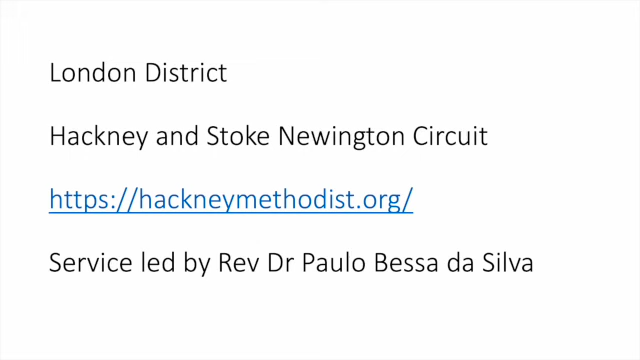 London District
Hackney and Stoke Newington Circuit
https://hackneymethodist.org/
Service led by Rev Dr Paulo Bessa da Silva